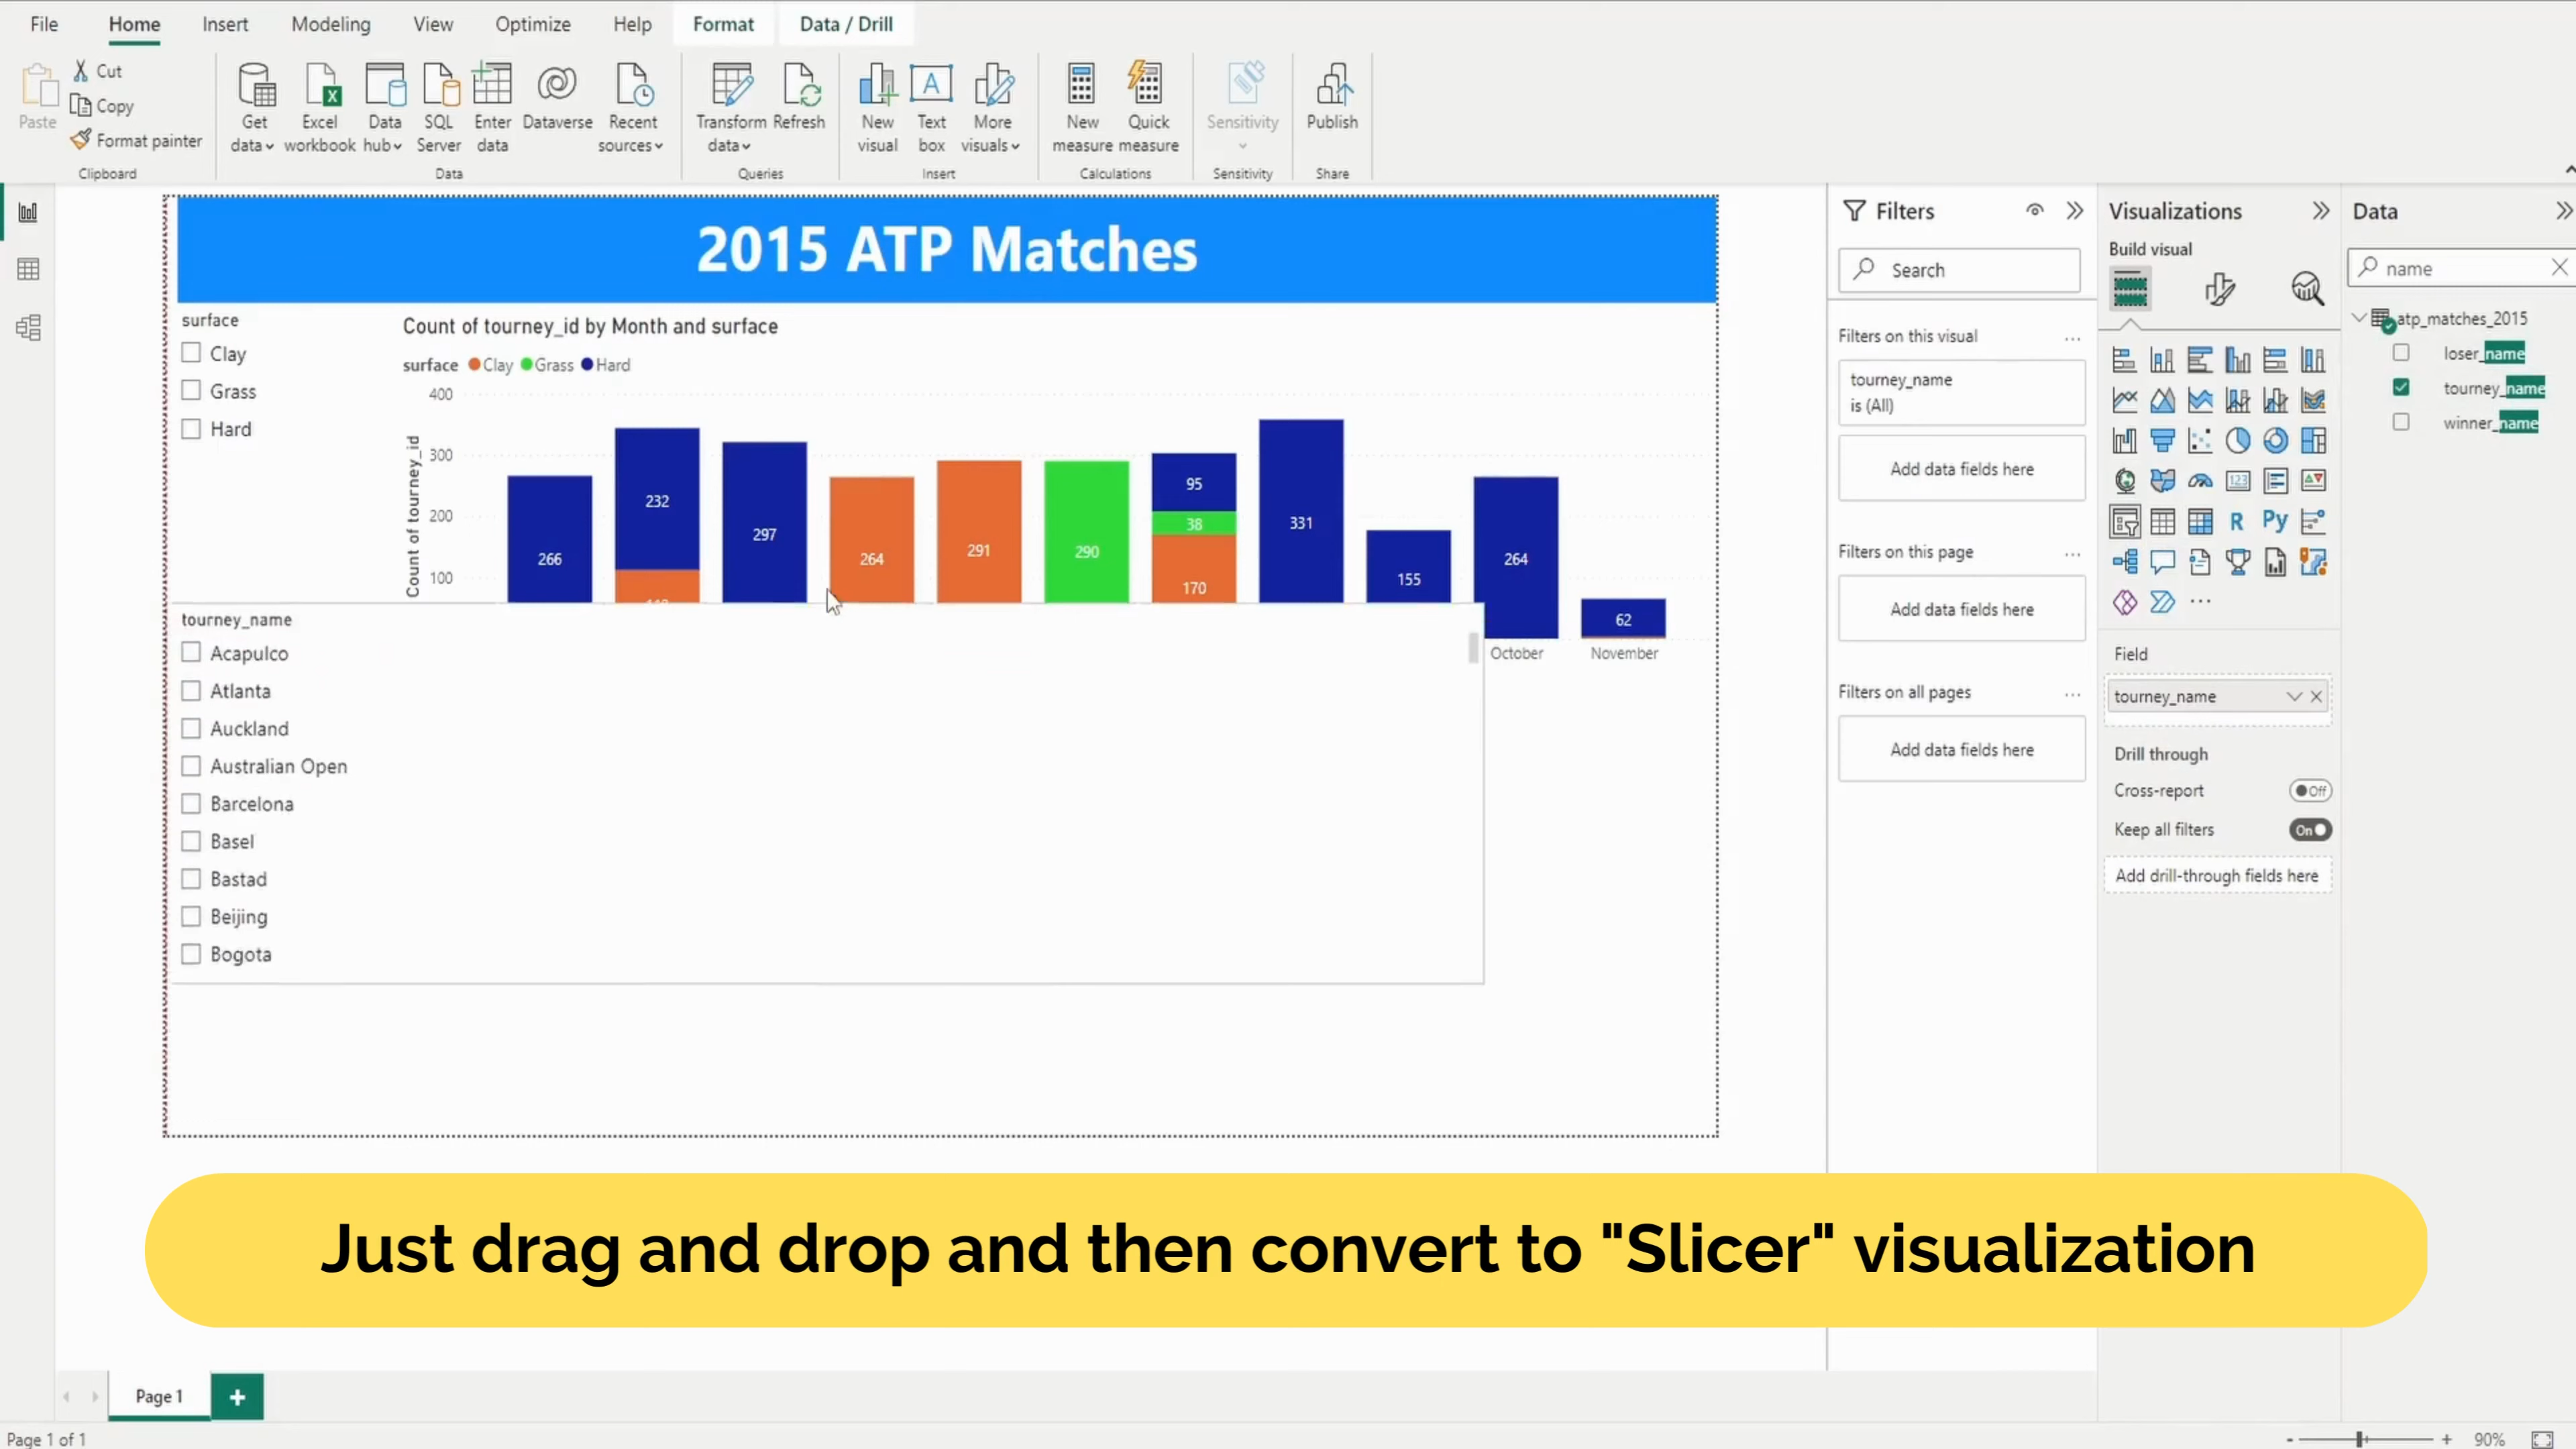 File Home Insert Modeling View Optimize Help Format Data / Drill
Paste
Cut
Copy
Format painter
Clipboard
Get data
Excel workbook
Data hub
SQL Server
Enter data
Dataverse
Recent sources
Data
Transform data
Refresh
Queries
New visual
A
Text box
More visuals
Insert
New measure
Quick measure
Calculations
Sensitivity
Sensitivity
Publish
Share
2015 ATP Matches
surface
Clay
Grass
Hard
Count of tourney_id by Month and surface
surface Clay Grass Hard
Count of tourney_id
400
300
200
100
266
232
297
264
291
290
95
38
170
331
155
264
62
October
November
tourney_name
Acapulco
Atlanta
Auckland
Australian Open
Barcelona
Basel
Bastad
Beijing
Bogota
Filters
Search
Filters on this visual ...
tourney_name
is (All)
Add data fields here
Filters on this page ...
Add data fields here
Filters on all pages ...
Add data fields here
Visualizations
Build visual
123
R
Py
...
Field
tourney_name
Drill through
Cross-report Off
Keep all filters On
Add drill-through fields here
Data
name
atp_matches_2015
loser_name
tourney_name
winner_name
Just drag and drop and then convert to "Slicer" visualization
Page 1
+
Page 1 of 1
- + 90%